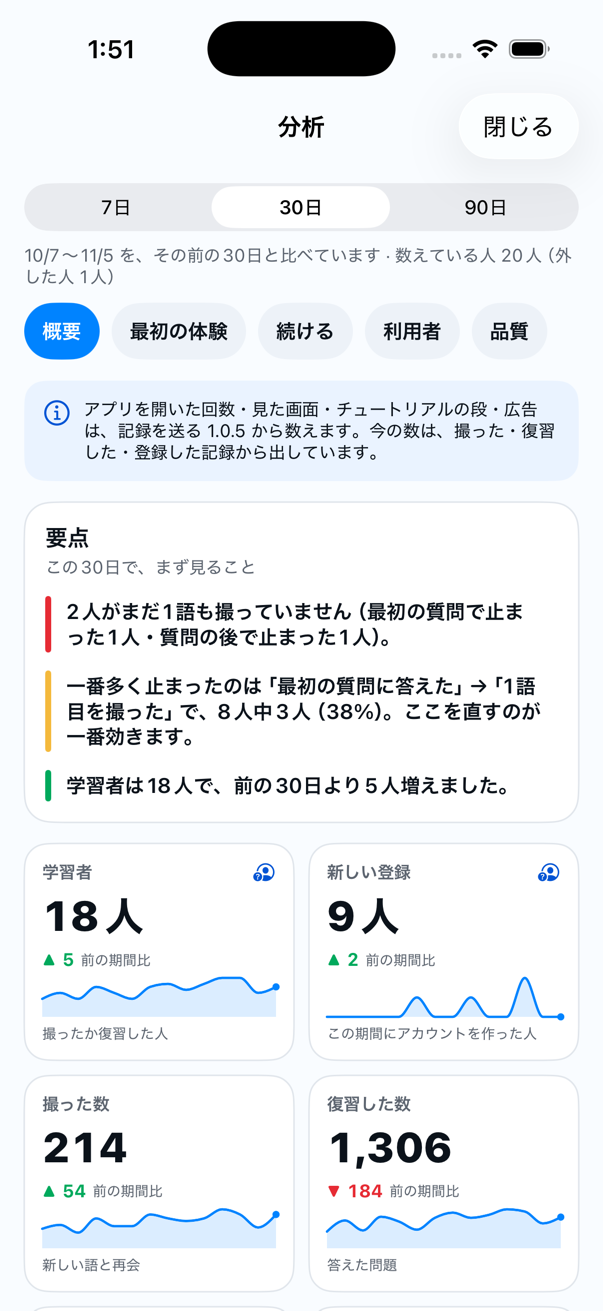 1:51
分析
閉じる
7日
30日
90日
10/7〜11/5 を、その前の30日と比べています · 数えている人 20人（外
した人 1人）
概要
最初の体験
続ける
利用者
品質
アプリを開いた回数・見た画面・チュートリアルの段・広告
は、記録を送る 1.0.5 から数えます。今の数は、撮った・復習
した・登録した記録から出しています。
要点
この30日で、まず見ること
2人がまだ1語も撮っていません（最初の質問で止ま
った1人・質問の後で止まった1人）。
一番多く止まったのは「最初の質問に答えた」→「1語
目を撮った」で、8人中3人（38%）。ここを直すのが
一番効きます。
学習者は18人で、前の30日より5人増えました。
学習者
18人
▲ 5 前の期間比
撮ったか復習した人
新しい登録
9人
▲ 2 前の期間比
この期間にアカウントを作った人
撮った数
214
▲ 54 前の期間比
新しい語と再会
復習した数
1,306
▼ 184 前の期間比
答えた問題